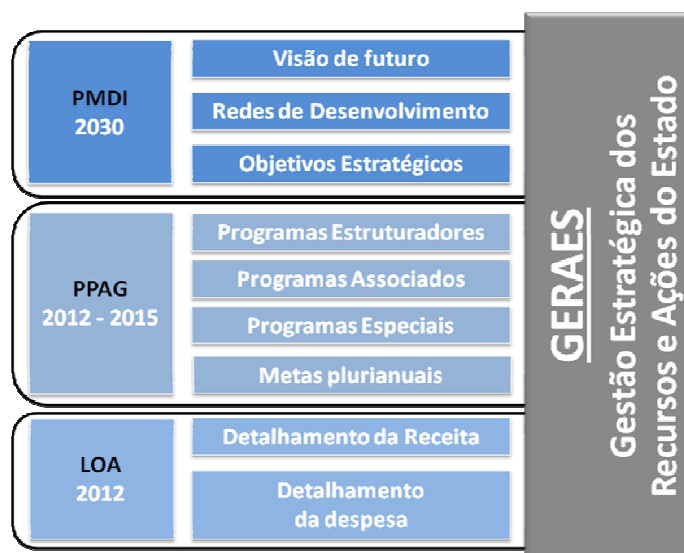 PMDI
2030
Visão de futuro
Redes de Desenvolvimento
Objetivos Estratégicos
PPAG
2012 - 2015
Programas Estruturadores
Programas Associados
Programas Especiais
Metas plurianuais
LOA
2012
Detalhamento da Receita
Detalhamento
da despesa
GERAES
Gestão Estratégica dos
Recursos e Ações do Estado